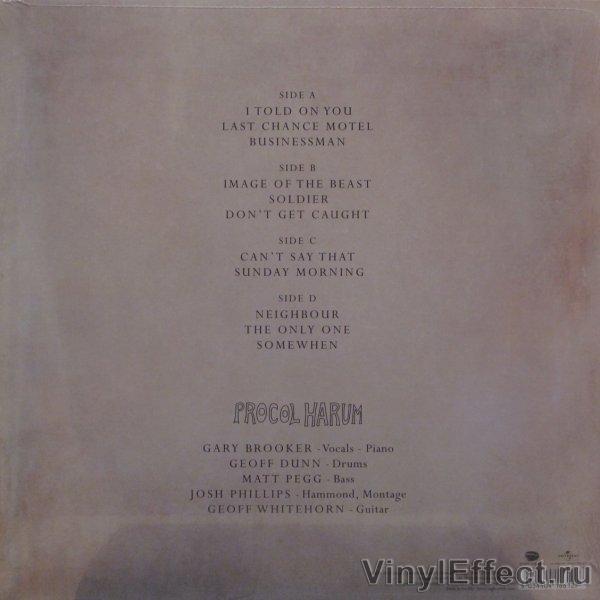 SIDE A
I TOLD ON YOU
LAST CHANCE MOTEL
BUSINESSMAN
SIDE B
IMAGE OF THE BEAST
SOLDIER
DON'T GET CAUGHT
SIDE C
CAN'T SAY THAT
SUNDAY MORNING
SIDE D
NEIGHBOUR
THE ONLY ONE
SOMEWHEN
PROCOL HARUM
GARY BROOKER - Vocals - Piano
GEOFF DUNN - Drums
MATT PEGG - Bass
JOSH PHILLIPS - Hammond, Montage
GEOFF WHITEHORN - Guitar
VinylEffect.ru